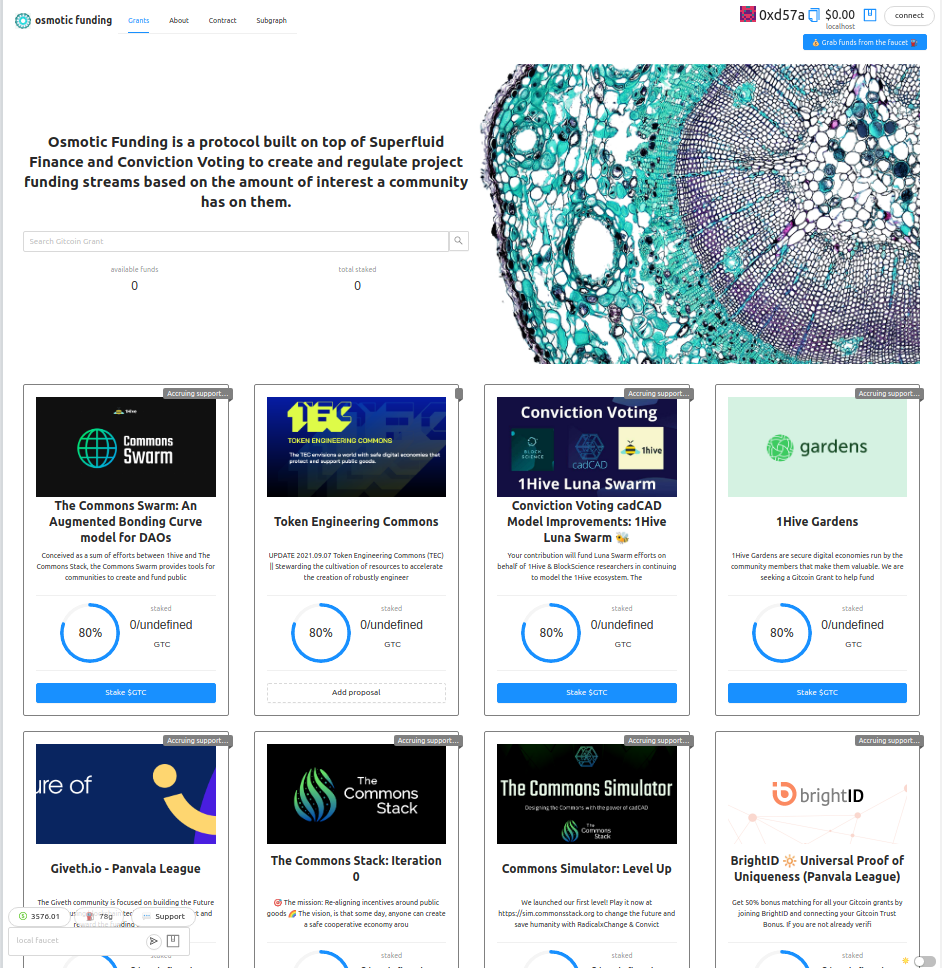 osmotic funding
Grants
About
Contract
Subgraph
0xd57a
$0.00
localhost
connect
💰 Grab funds from the faucet ⛽
Osmotic Funding is a protocol built on top of Superfluid
Finance and Conviction Voting to create and regulate project
funding streams based on the amount of interest a community
has on them.
Search Gitcoin Grant
available funds
0
total staked
0
Accruing support...
1hive
Commons
Swarm
The Commons Swarm: An
Augmented Bonding Curve
model for DAOs
Conceived as a sum of efforts between 1hive and The
Commons Stack, the Commons Swarm provides tools for
communities to create and fund public
80%
staked
0/undefined
GTC
Stake $GTC
TEC
TOKEN ENGINEERING COMMONS
The TEC envisions a world with safe digital economies that
protect and support public goods.
Token Engineering Commons
UPDATE 2021.09.07 Token Engineering Commons (TEC)
|| Stewarding the cultivation of resources to accelerate
the creation of robustly engineer
80%
staked
0/undefined
GTC
Add proposal
Accruing support...
Conviction Voting
BLOCK
SCIENCE
cadCAD
1hive
1Hive Luna Swarm
Conviction Voting cadCAD
Model Improvements: 1Hive
Luna Swarm 🐝
Your contribution will fund Luna Swarm efforts on
behalf of 1Hive & BlockScience researchers in continuing
to model the 1Hive ecosystem. The
80%
staked
0/undefined
GTC
Stake $GTC
Accruing support...
gardens
1Hive Gardens
1Hive Gardens are secure digital economies run by the
community members that make them valuable. We are
seeking a Gitcoin Grant to help fund
80%
staked
0/undefined
GTC
Stake $GTC
Accruing support...
ure of
Giveth.io - Panvala League
The Giveth community is focused on building the Future
Accruing support...
The
Commons
Stack
The Commons Stack: Iteration
0
🎯 The mission: Re-aligning incentives around public
goods 🌈 The vision, is that some day, anyone can create
a safe cooperative economy arou
Accruing support...
The Commons Simulator
Designing the Commons with the power of cadCAD
The
Commons
Stack
Commons Simulator: Level Up
We launched our first level! Play it now at
https://sim.commonsstack.org to change the future and
save humanity with RadicalxChange & Convict
Accruing support...
brightID
BrightID 🔆 Universal Proof of
Uniqueness (Panvala League)
Get 50% bonus matching for all your Gitcoin grants by
joining BrightID and connecting your Gitcoin Trust
Bonus. If you are not already verifi
3576.01
78g
Support
local faucet